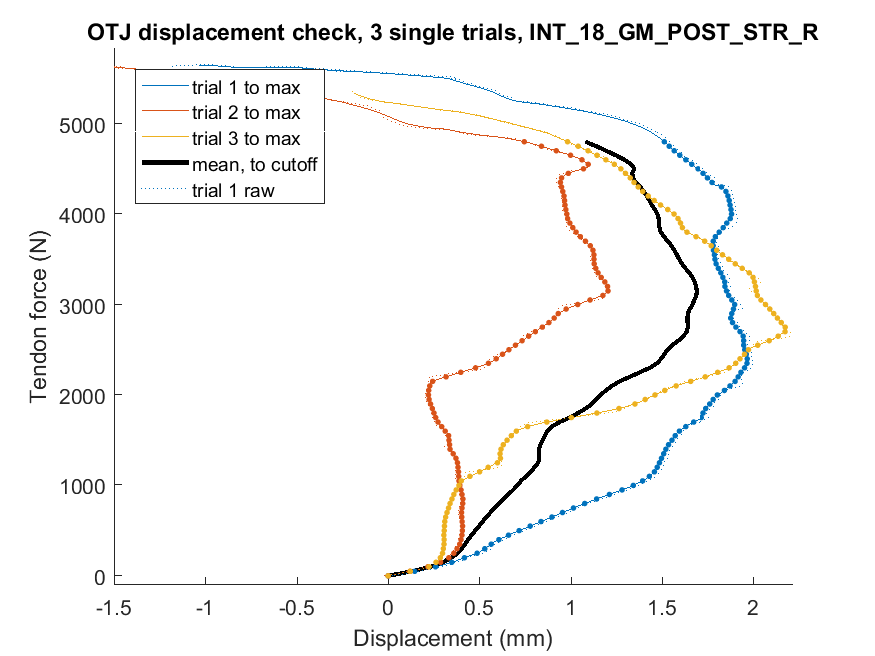 OTJ displacement check, 3 single trials, INT_18_GM_POST_STR_R
trial 1 to max
trial 2 to max
trial 3 to max
mean, to cutoff
trial 1 raw
Tendon force (N)
5000
4000
3000
2000
1000
0
-1.5
-1
-0.5
0
0.5
1
1.5
2
Displacement (mm)